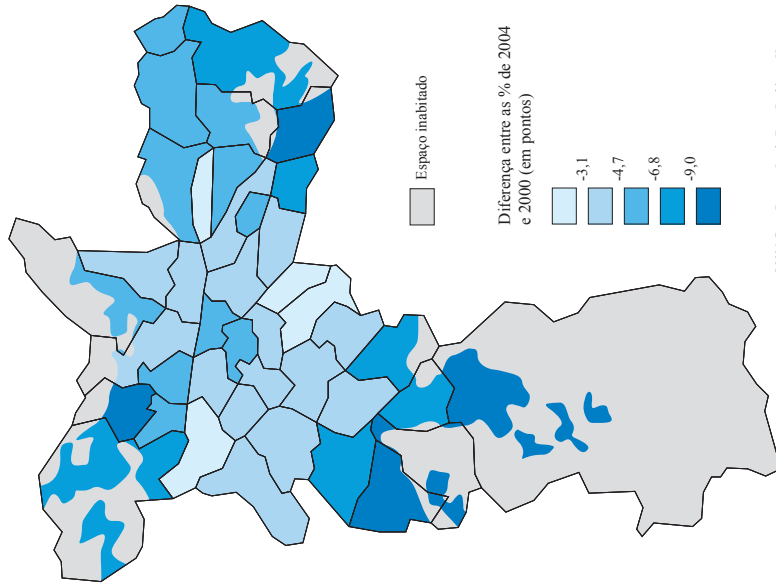 Espaço inabitado
Diferença entre as % de 2004
e 2000 (em pontos)
-3,1
-4,7
-6,8
-9,0